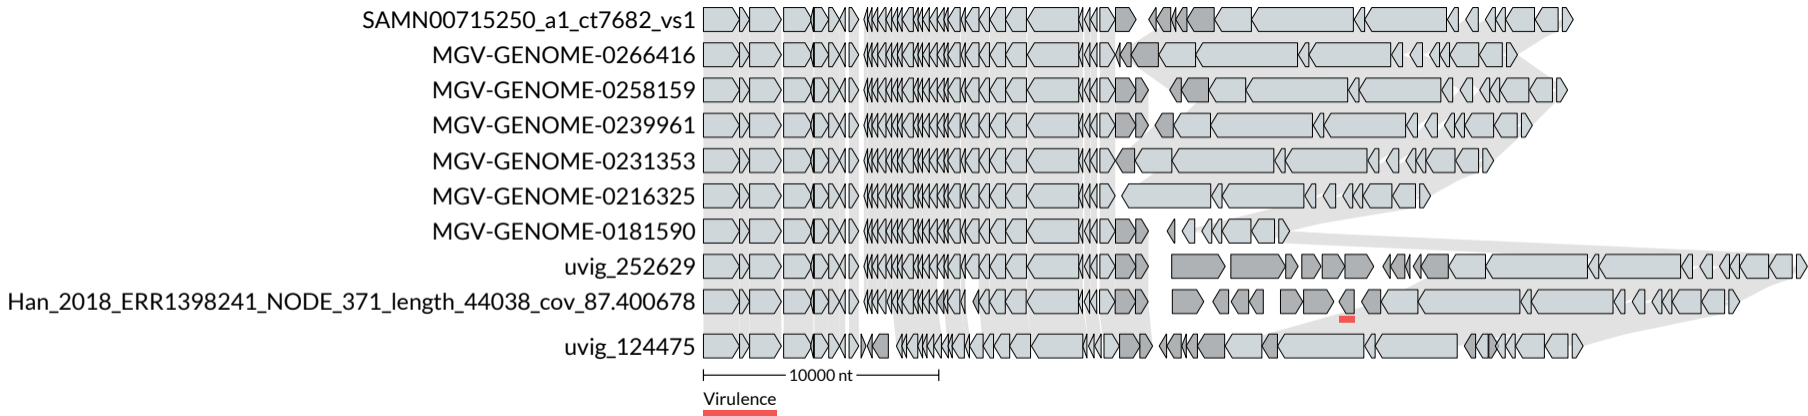 SAMN00715250_a1_ct7682_vs1
MGV-GENOME-0266416
MGV-GENOME-0258159
MGV-GENOME-0239961
MGV-GENOME-0231353
MGV-GENOME-0216325
MGV-GENOME-0181590
uvig_252629
Han_2018_ERR1398241_NODE_371_length_44038_cov_87.400678
uvig_124475
10000 nt
Virulence